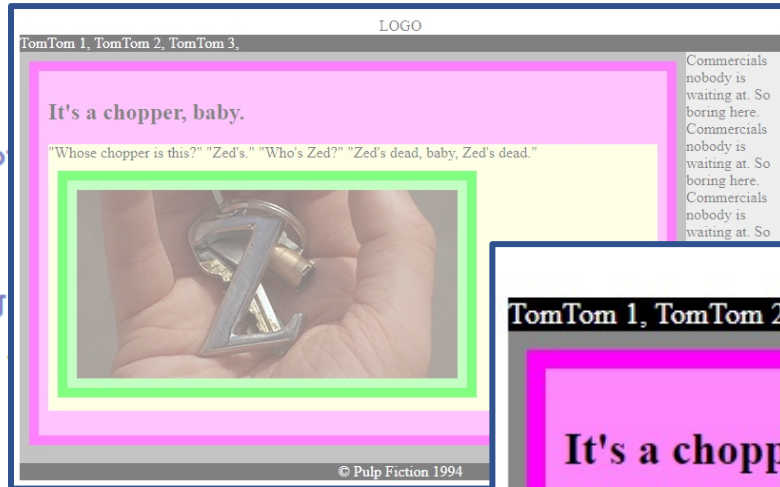 LOGO
TomTom 1, TomTom 2, TomTom 3,
Commercials
nobody is
waiting at. So
boring here.
Commercials
nobody is
waiting at. So
boring here.
Commercials
nobody is
waiting at. So
It's a chopper, baby.
"Whose chopper is this?" "Zed's." "Who's Zed?" "Zed's dead, baby, Zed's dead."
Z
© Pulp Fiction 1994
TomTom 1, TomTom 2
It's a chopp